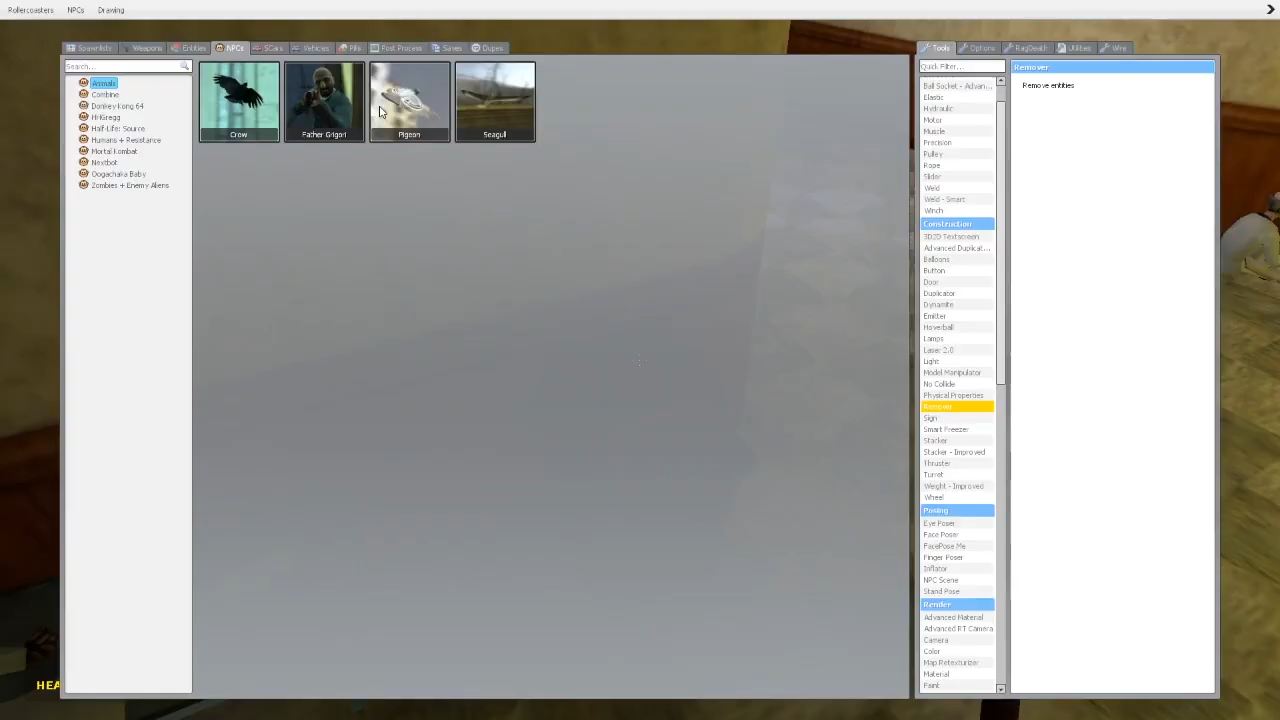 Rollercoasters NPCs Drawing
Spawnlists Weapons Entities NPCs SCars Vehicles Pills Post Process Saves Dupes
Search...
Animals
Combine
Donkey Kong 64
HHGregg
Half-Life: Source
Humans + Resistance
Mortal Kombat
Nextbot
Oogachaka Baby
Zombies + Enemy Aliens
Crow
Father Grigori
Pigeon
Seagull
Tools Options RagDeath Utilities Wire
Quick Filter...
Ball Socket - Advan...
Elastic
Hydraulic
Motor
Muscle
Precision
Pulley
Rope
Slider
Weld
Weld - Smart
Winch
Construction
3D2D Textscreen
Advanced Duplicat...
Balloons
Button
Door
Duplicator
Dynamite
Emitter
Hoverball
Lamps
Laser 2.0
Light
Model Manipulator
No Collide
Physical Properties
Remover
Sign
Smart Freezer
Stacker
Stacker - Improved
Thruster
Turret
Weight - Improved
Wheel
Posing
Eye Poser
Face Poser
FacePose Me
Finger Poser
Inflator
NPC Scene
Stand Pose
Render
Advanced Material
Advanced RT Camera
Camera
Color
Map Retexturizer
Material
Paint
Remover
Remove entities
HEA